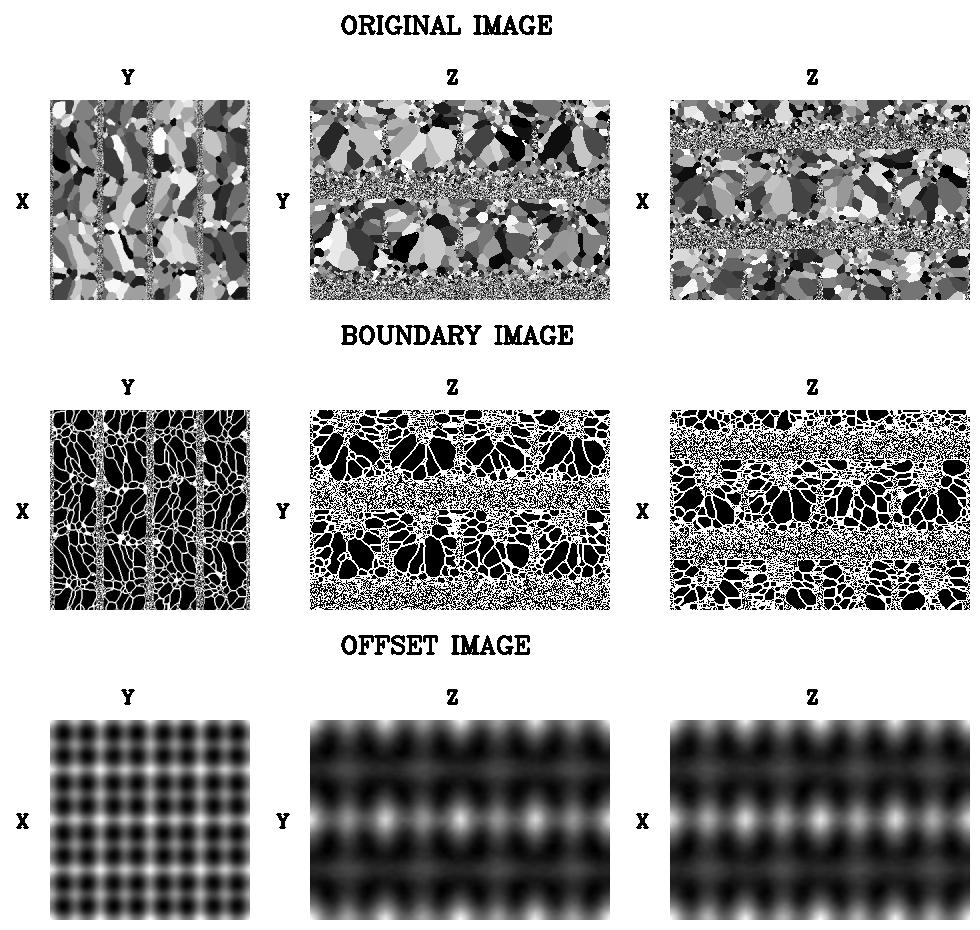 ORIGINAL IMAGE
Y Z Z
X Y X
BOUNDARY IMAGE
Y Z Z
X Y X
OFFSET IMAGE
Y Z Z
X Y X